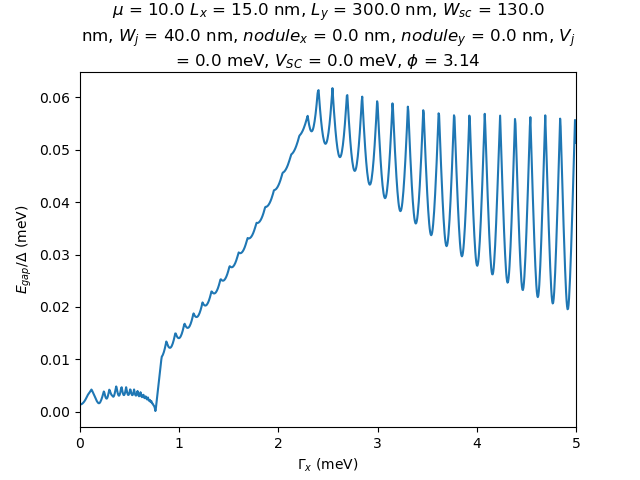 μ = 10.0 Lₓ = 15.0 nm, L_y = 300.0 nm, W_sc = 130.0
nm, W_j = 40.0 nm, noduleₓ = 0.0 nm, nodule_y = 0.0 nm, V_j
= 0.0 meV, V_SC = 0.0 meV, ϕ = 3.14
E_gap/Δ (meV)
0.06
0.05
0.04
0.03
0.02
0.01
0.00
0 1 2 3 4 5
Γₓ (meV)